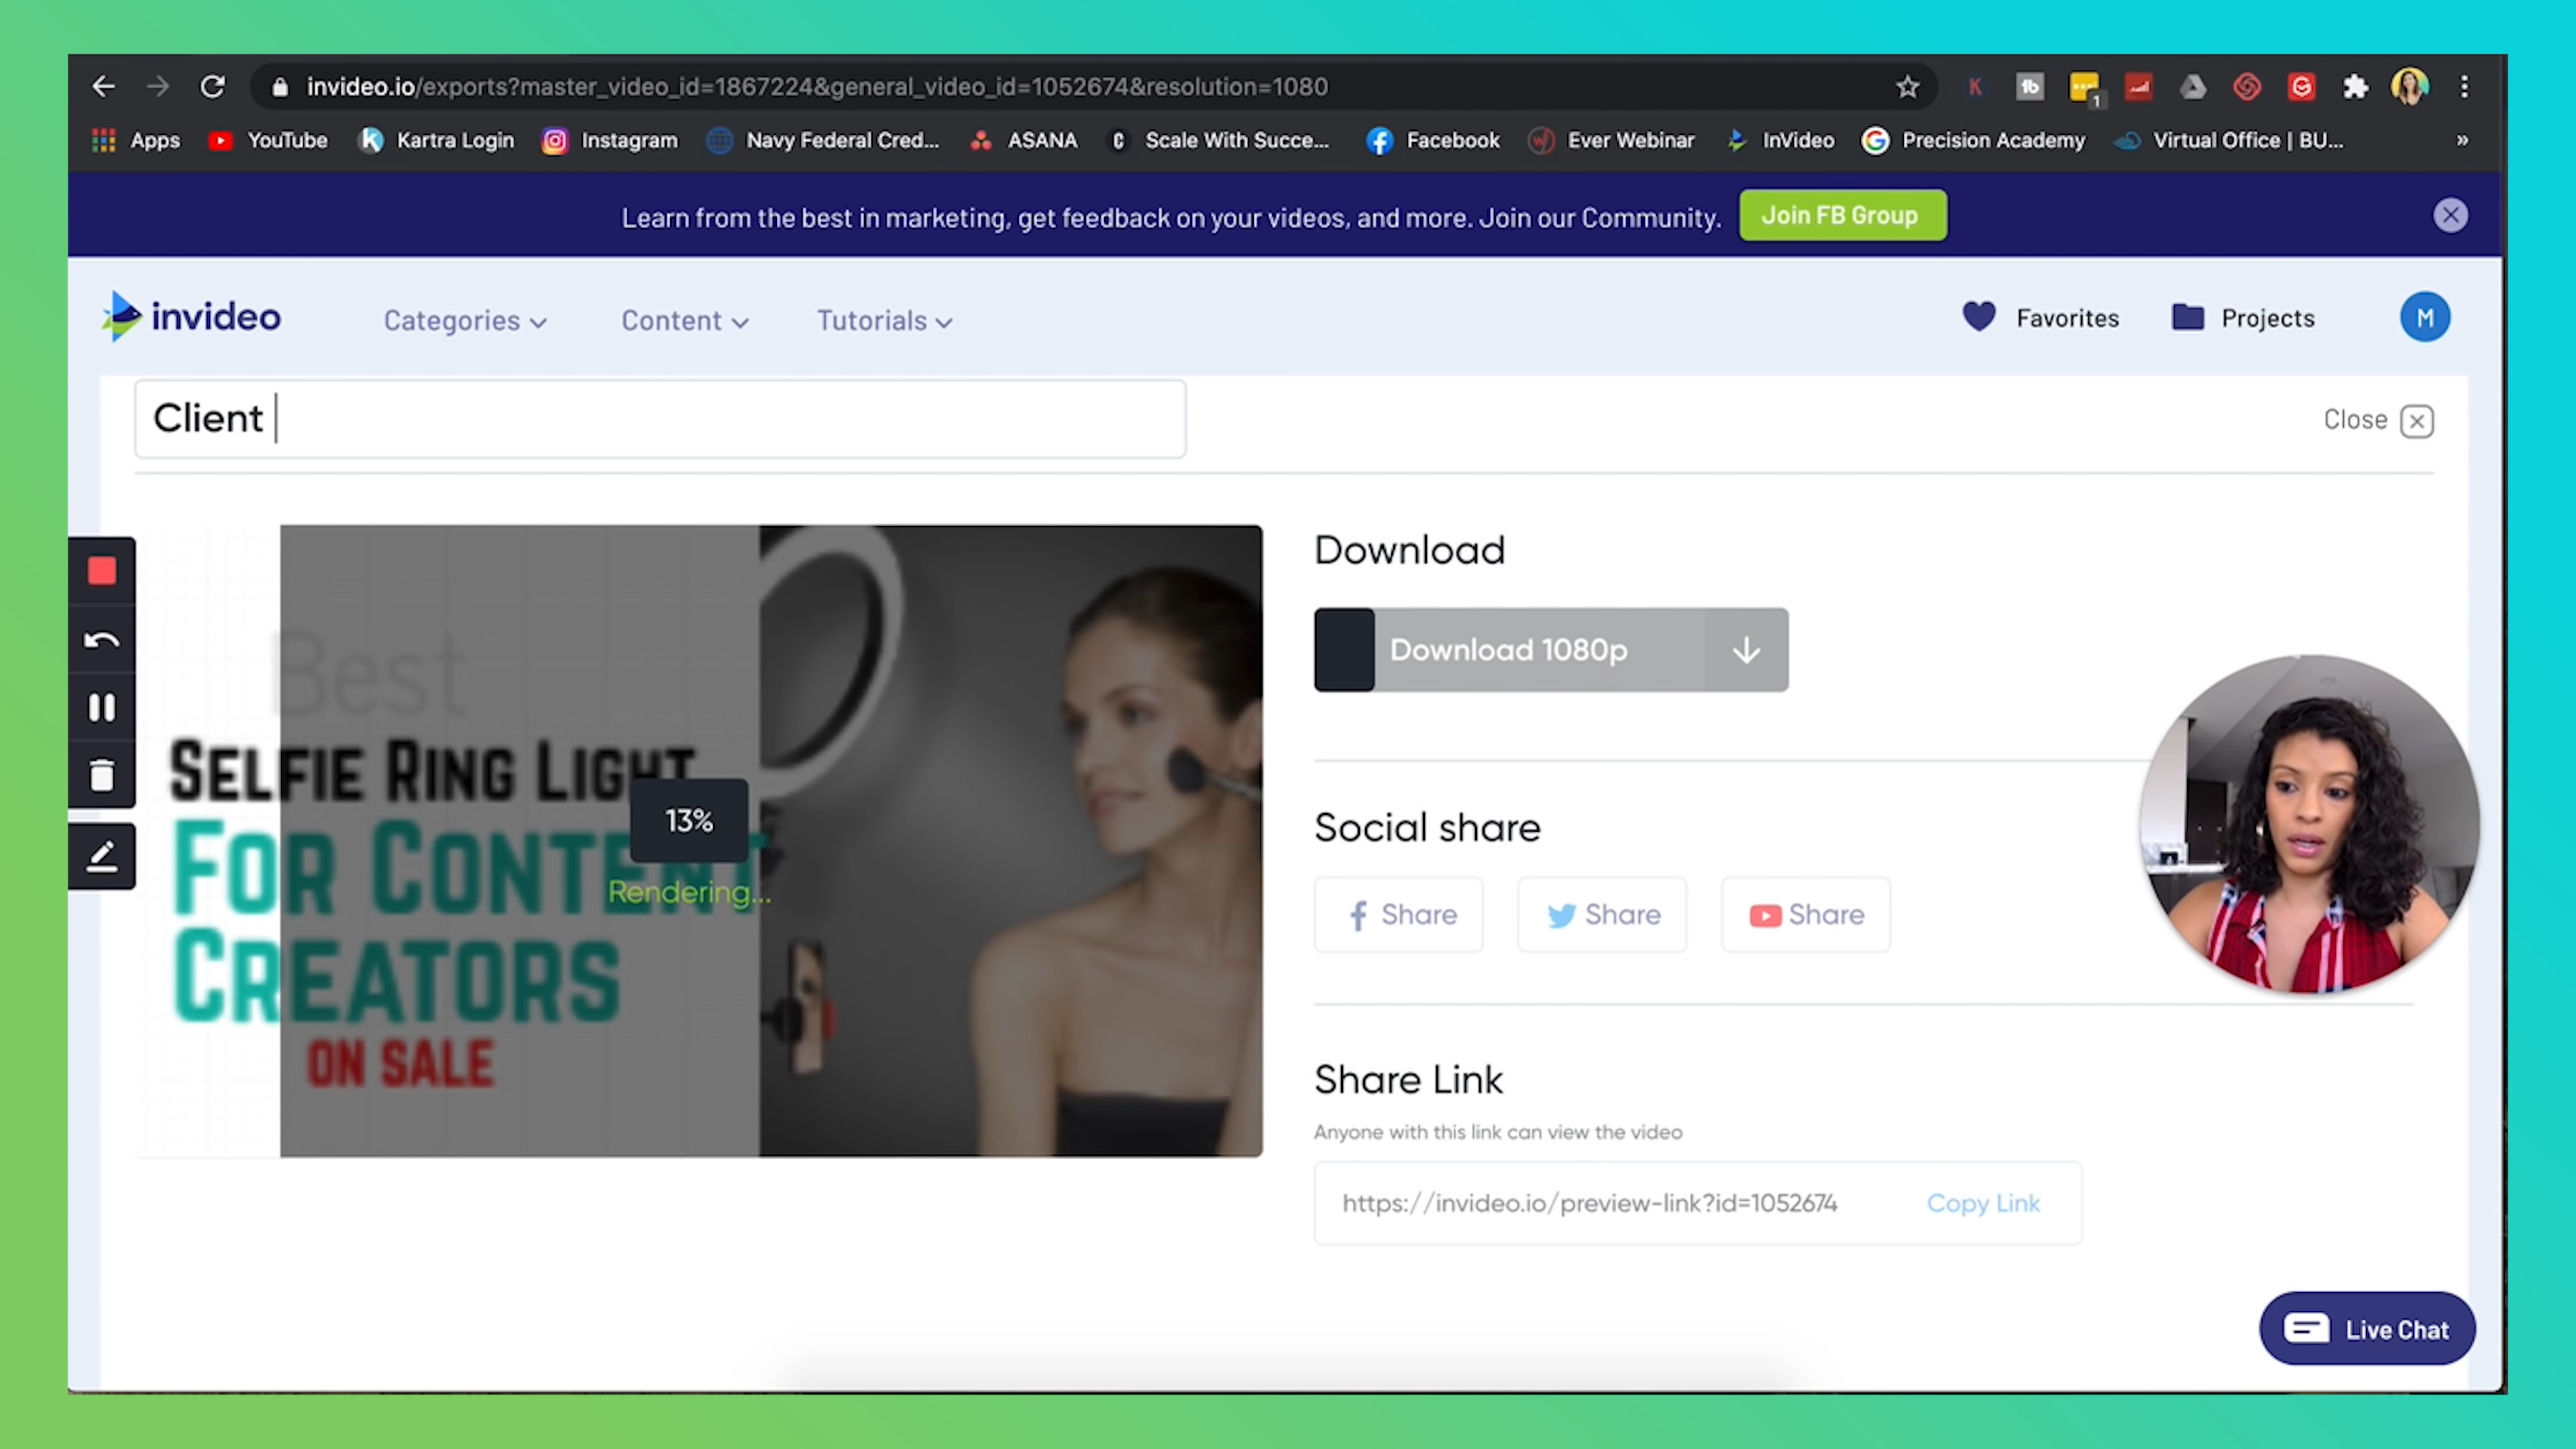 invideo.io/exports?master_video_id=1867224&general_video_id=1052674&resolution=1080
K
tb
1
Apps YouTube Kartra Login Instagram Navy Federal Cred... ASANA Scale With Succe... Facebook Ever Webinar InVideo Precision Academy Virtual Office | BU... »
Learn from the best in marketing, get feedback on your videos, and more. Join our Community. Join FB Group
invideo Categories Content Tutorials Favorites Projects M
Client
Close
Best
SELFIE RING LIGHT
FOR CONTENT
CREATORS
ON SALE
13%
Rendering...
Download
Download 1080p
Social share
Share Share Share
Share Link
Anyone with this link can view the video
https://invideo.io/preview-link?id=1052674 Copy Link
Live Chat